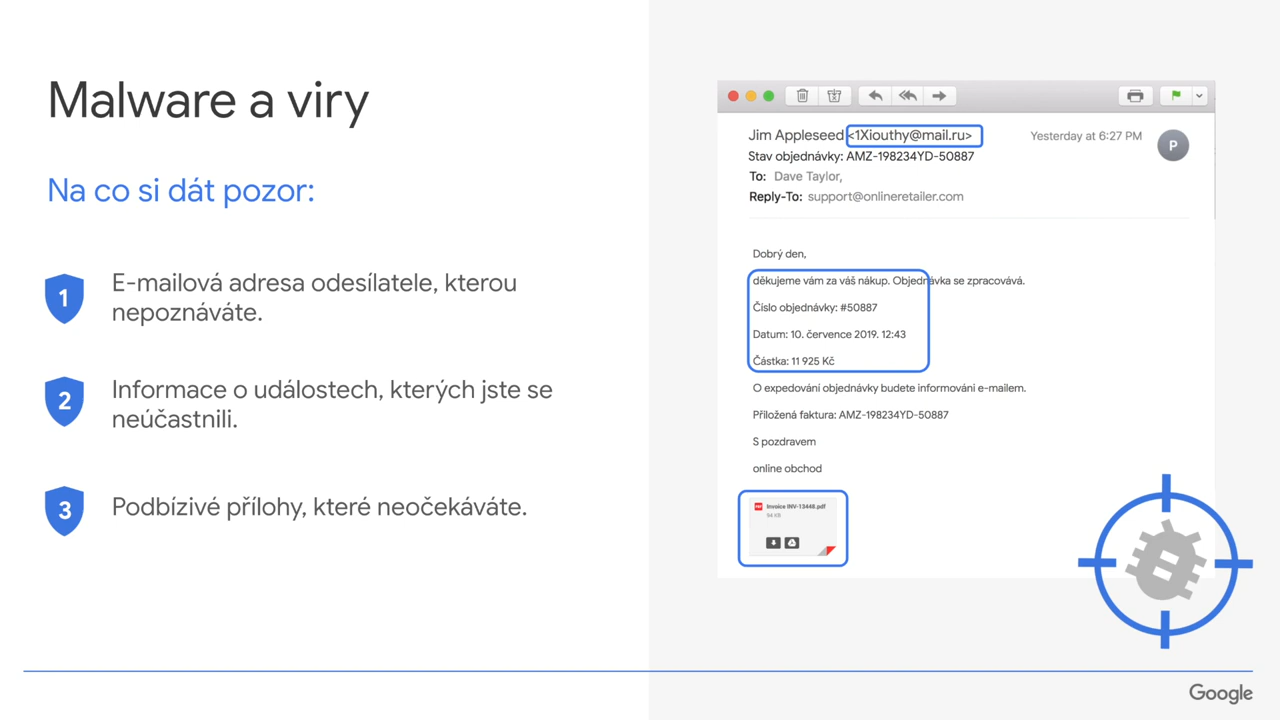 Malware a viry
Na co si dát pozor:
1
E-mailová adresa odesílatele, kterou
nepoznáváte.
2
Informace o událostech, kterých jste se
neúčastnili.
3
Podbízivé přílohy, které neočekáváte.
Jim Appleseed <1Xiouthy@mail.ru>
Yesterday at 6:27 PM
P
Stav objednávky: AMZ-198234YD-50887
To: Dave Taylor,
Reply-To: support@onlineretailer.com
Dobrý den,
děkujeme vám za váš nákup. Objednávka se zpracovává.
Číslo objednávky: #50887
Datum: 10. července 2019. 12:43
Částka: 11 925 Kč
O expedování objednávky budete informováni e-mailem.
Přiložená faktura: AMZ-198234YD-50887
S pozdravem
online obchod
Invoice INV-13448.pdf
94 KB
Google